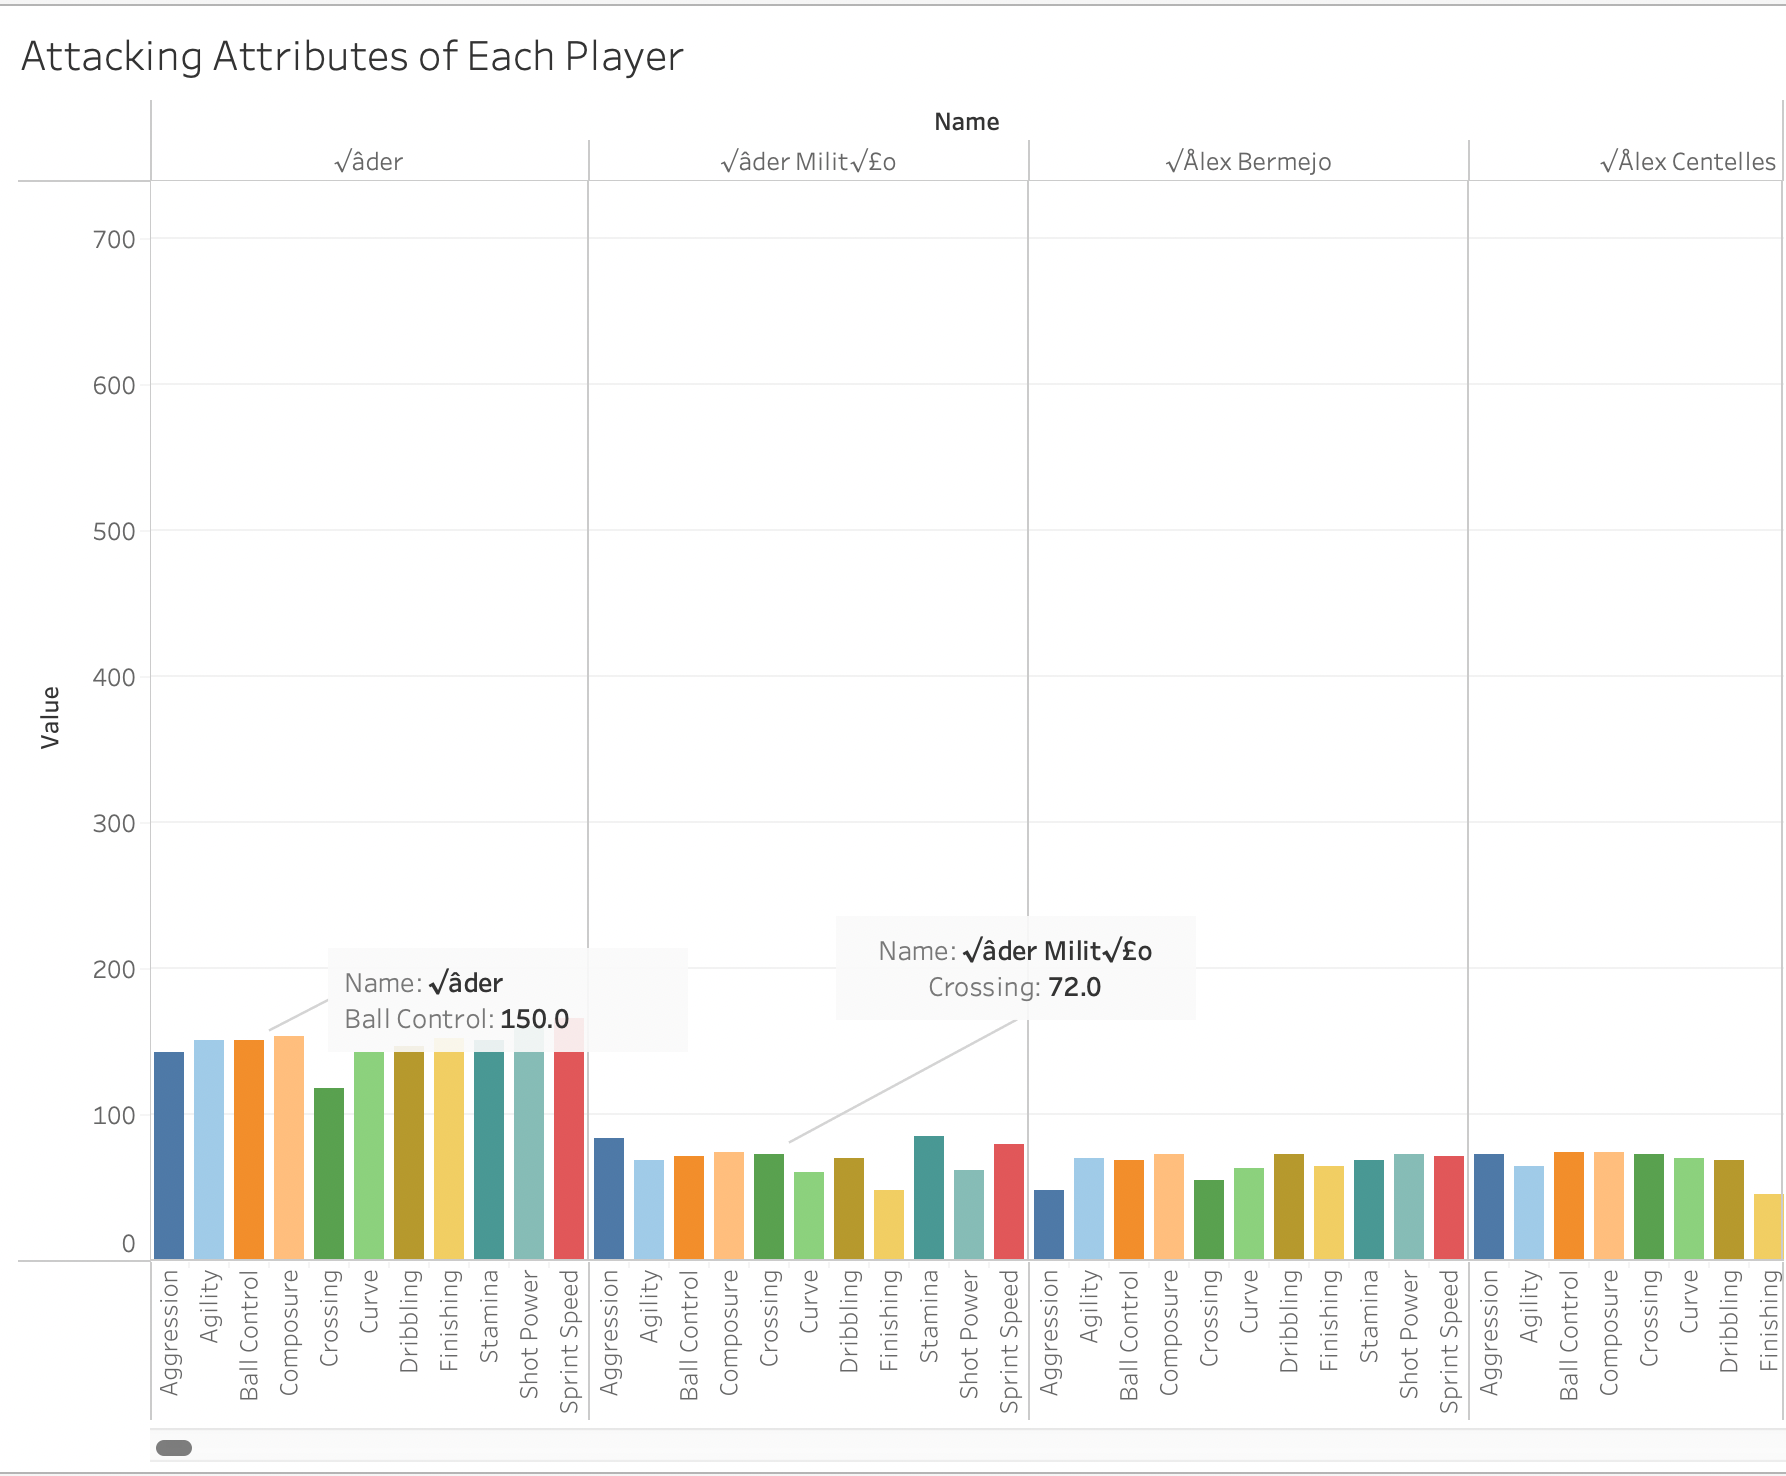 Attacking Attributes of Each Player
Name
√âder
√âder Milit√£o
√Ålex Bermejo
√Ålex Centelles
700
600
500
400
300
200
100
0
Value
Name: √âder
Ball Control: 150.0
Name: √âder Milit√£o
Crossing: 72.0
Aggression
Agility
Ball Control
Composure
Crossing
Curve
Dribbling
Finishing
Stamina
Shot Power
Sprint Speed
Aggression
Agility
Ball Control
Composure
Crossing
Curve
Dribbling
Finishing
Stamina
Shot Power
Sprint Speed
Aggression
Agility
Ball Control
Composure
Crossing
Curve
Dribbling
Finishing
Stamina
Shot Power
Sprint Speed
Aggression
Agility
Ball Control
Composure
Crossing
Curve
Dribbling
Finishing